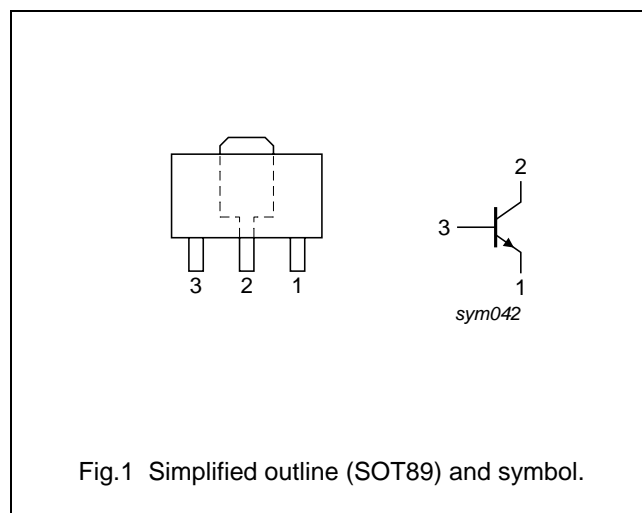 2
3
3 2 1
1
sym042
Fig.1 Simplified outline (SOT89) and symbol.